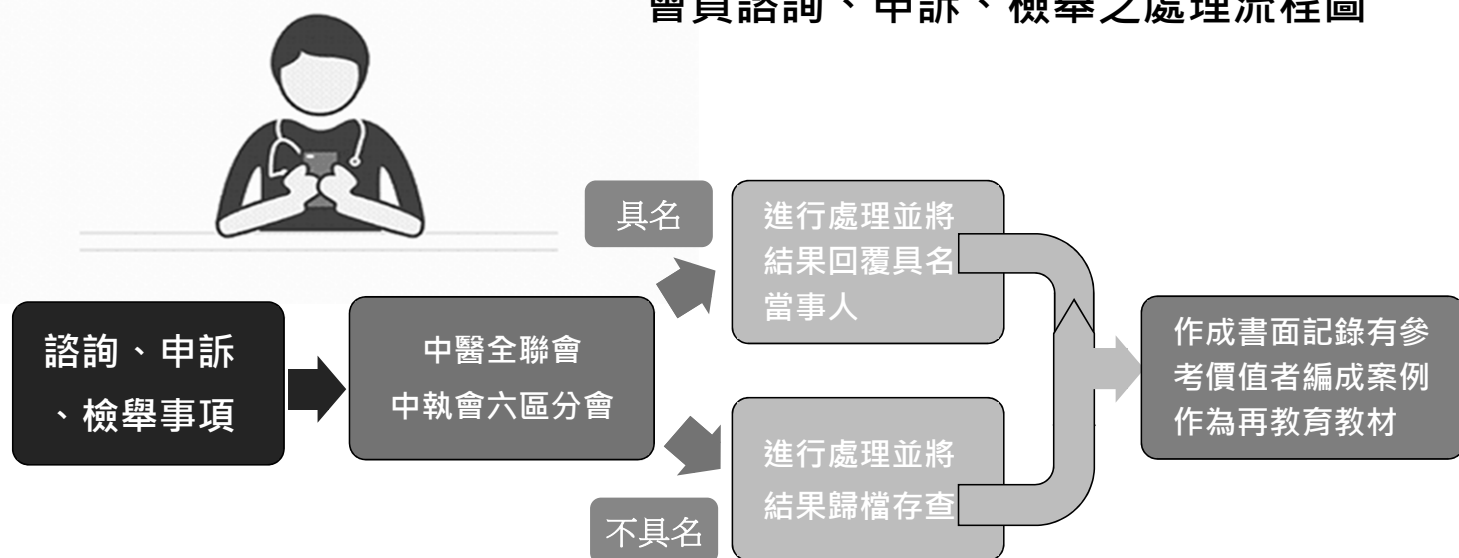 會員諮詢、申訴、檢舉之處理流程圖
具名
進行處理並將
結果回覆具名
當事人
諮詢、申訴
、檢舉事項
中醫全聯會
中執會六區分會
作成書面記錄有參
考價值者編成案例
作為再教育教材
進行處理並將
結果歸檔存查
不具名